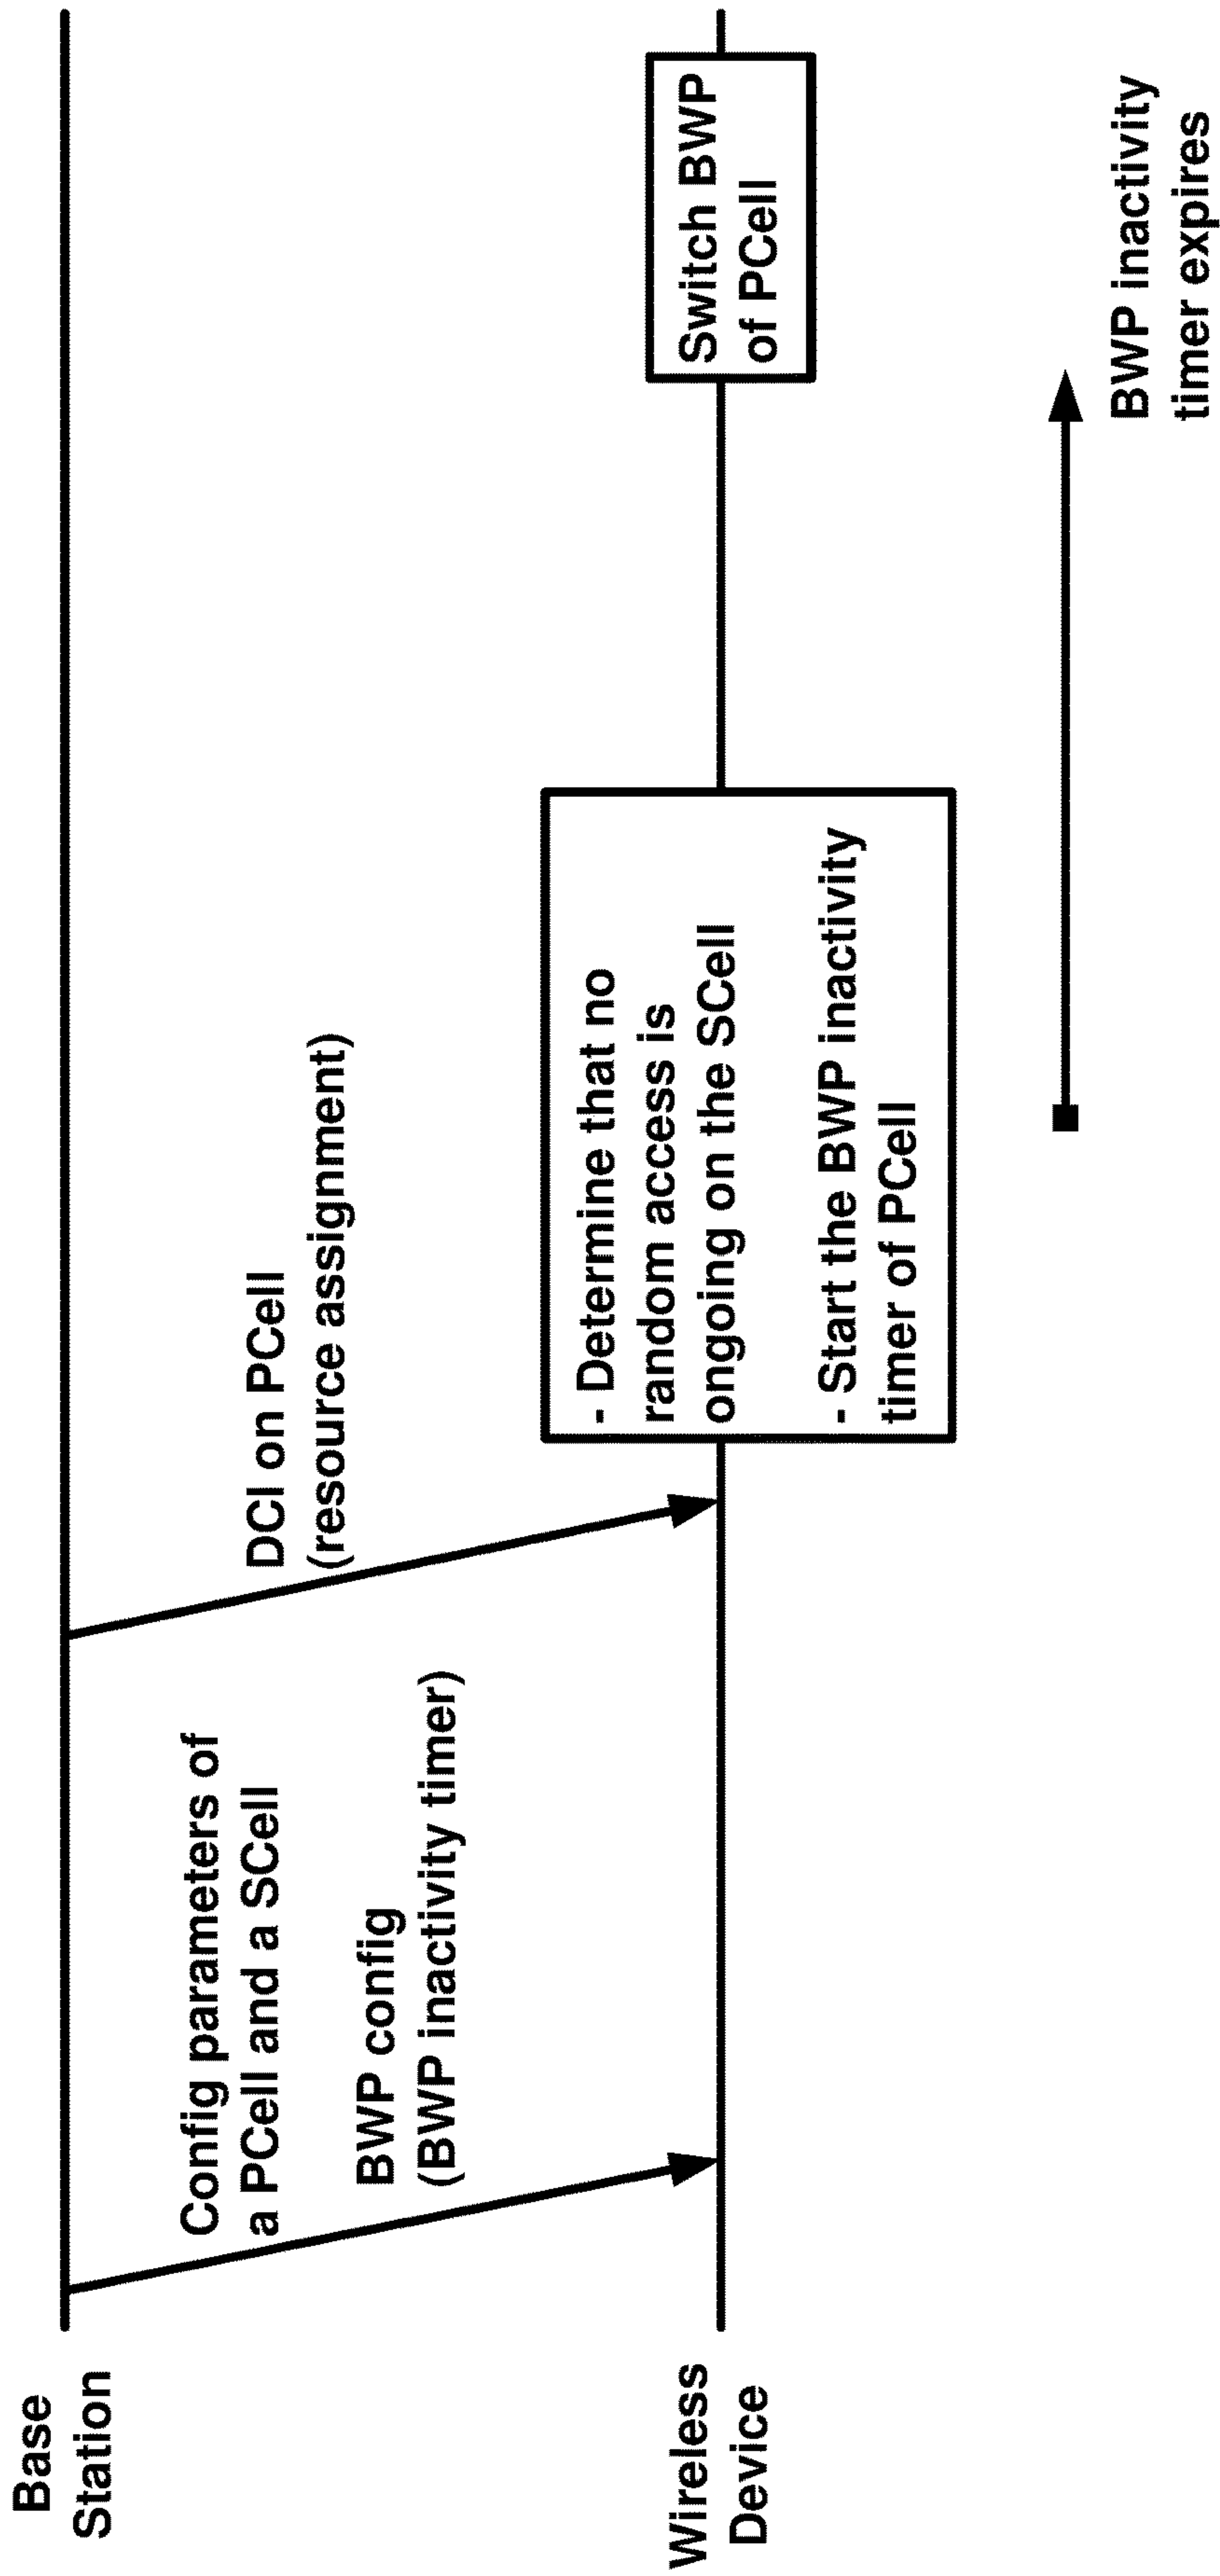 Base
Station
Config parameters of
a PCell and a SCell
BWP config
(BWP inactivity timer)
DCI on PCell
(resource assignment)
Wireless
Device
- Determine that no
random access is
ongoing on the SCell
- Start the BWP inactivity
timer of PCell
Switch BWP
of PCell
BWP inactivity
timer expires